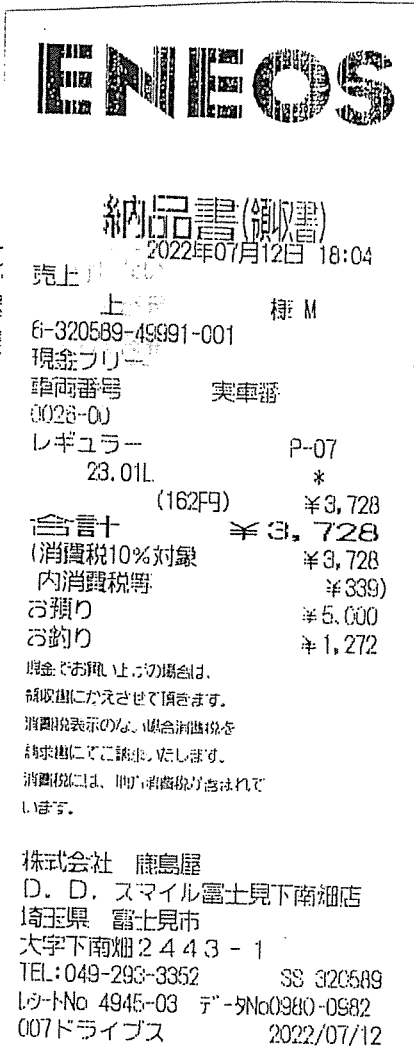 ENEOS
納品書(領収書)
2022年07月12日 18:04
売上
上 様 M
6-320589-49991-001
現金フリー
車両番号 実車番
0026-00
レギュラー P-07
23.01L *
(162円) ¥3,728
合計 ¥3,728
(消費税10%対象 ¥3,728
内消費税等 ¥339)
お預り ¥5,000
お釣り ¥1,272
現金でお買い上げの場合は、
領収書にかえさせて頂きます。
消費税表示のない場合消費税を
請求書にてご請求いたします。
消費税には、地方消費税が含まれて
います。
株式会社 鹿島屋
D.D.スマイル富士見下南畑店
埼玉県 富士見市
大字下南畑2443-1
TEL:049-293-3352 SS 320589
レシートNo 4945-03 データNo0980-0982
007ドライブス 2022/07/12